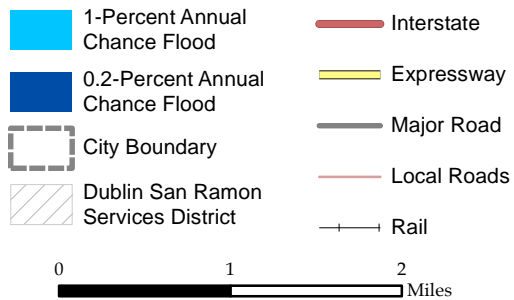 1-Percent Annual
Chance Flood
0.2-Percent Annual
Chance Flood
City Boundary
Dublin San Ramon
Services District
Interstate
Expressway
Major Road
Local Roads
Rail
0 1 2
Miles